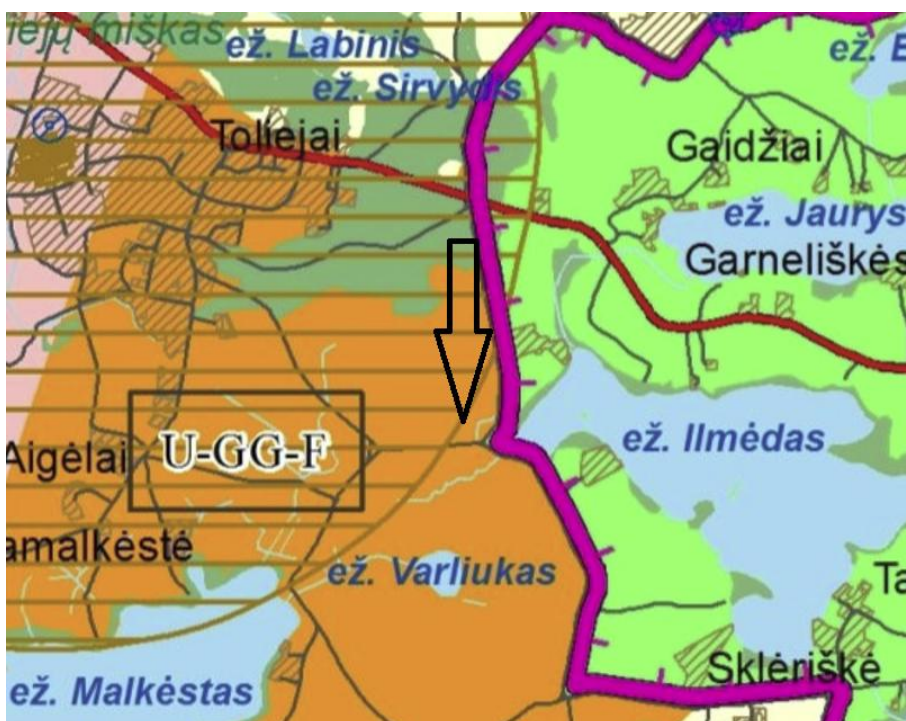 miškas
ež. Labinis
ež. Sirvydis
Toliejai
Gaidžiai
ež. Jaurys
Garneliškės
Aigėlai
U-GG-F
ež. Ilmėdas
amalkėstė
ež. Varliukas
ež. Malkėstas
Sklėriškė